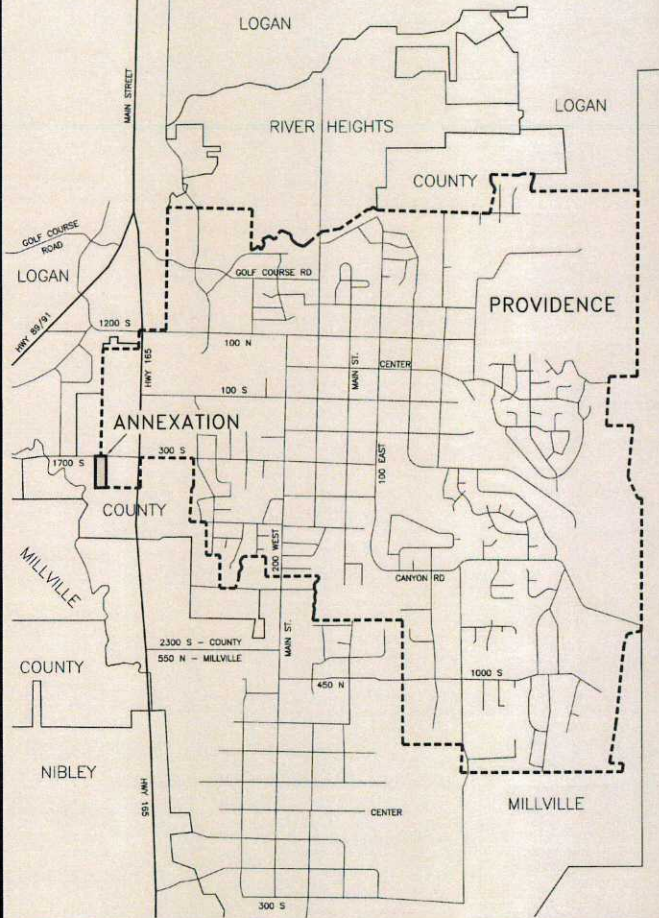 LOGAN
MAIN STREET
LOGAN
RIVER HEIGHTS
COUNTY
GOLF COURSE
ROAD
LOGAN
GOLF COURSE RD
HWY 89/91
PROVIDENCE
1200 S
100 N
HWY 165
MAIN ST.
CENTER
100 S
ANNEXATION
300 S
100 EAST
1700 S
COUNTY
200 WEST
MILLVILLE
CANYON RD
2300 S – COUNTY
MAIN ST.
550 N – MILLVILLE
COUNTY
450 N
1000 S
NIBLEY
HWY 165
MILLVILLE
CENTER
300 S